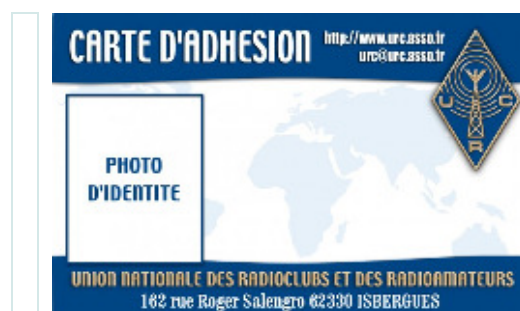 CARTE D'ADHESION
http://www.urc.asso.fr
urc@urc.asso.fr
U C
R
PHOTO
D'IDENTITE
UNION NATIONALE DES RADIOCLUBS ET DES RADIOAMATEURS
162 rue Roger Salengro 62330 ISBERGUES